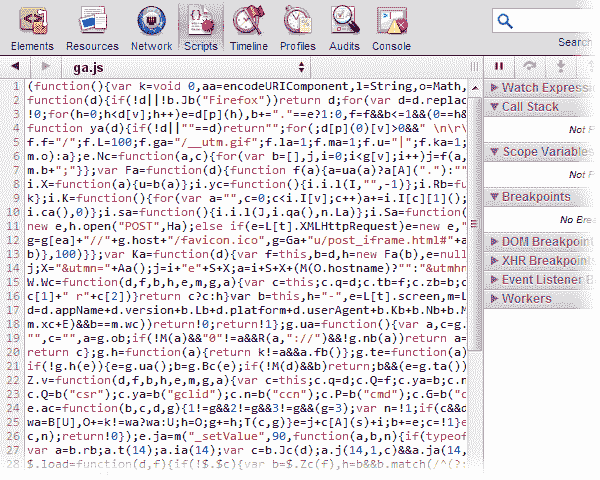 Elements Resources Network Scripts Timeline Profiles Audits Console
Search
ga.js
Watch Expressi
Call Stack
Not F
Scope Variables
Not F
Breakpoints
No Brea
DOM Breakpoint
XHR Breakpoints
Event Listener B
Workers
1 (function(){var k=void 0,aa=encodeURIComponent,l=String,o=Math,
2 function(d){if(!d||!b.Jb("Firefox"))return d;for(var d=d.replac
3 !0;for(h=0;h<d[v];h++)e=d[p](h),b+="."==e?1:0,f=f&&b<=1&&(0==h&
4 function ya(d){if(!d||""==d)return"";for(;d[p](0)[v]>0&&" \n\r\
5 f.f="/";f.L=100;f.ga="/__utm.gif";f.la=1;f.ma=1;f.u="|";f.ka=1;
6 m.o):a};e.Nc=function(a,c){for(var b=[],j=0;i<g[v];i++)j=f(a,
7 m.b+";"}};var Fa=function(d){function f(a){a=ua(a)?a[A]("."):""
8 i.X=function(a){u=b(a)};i.yc=function(){i.i.l(I,"",-1)};i.Rb=fu
9 k};i.K=function(){for(var a="",c=0;c<i.I[v];c++)a+=i.I[c][1]();
10 i.ca(),0)};i.sa=function(){i.i.l(J,i.qa(),n.La)};i.Sa=function(
11 new e,h.open("POST",Ha);else if(e=L[t].XMLHttpRequest)e=new e,"
12 g=g[ea]+"//"+g.host+"/favicon.ico",g=Ga+"u/post_iframe.html#"+a
13 b)},100)}};var Ka=function(d){var f=this,b=d,h=new Fa(b),e=null
14 j;X="&utmn="+Aa();j=i+"e"+S+X;a=i+S+X+(M(O.hostname)?"":"&utmhn
15 W.Wc=function(d,f,b,h,e,m,g,a){var c=this;c.q=d;c.tb=f;c.zb=b;c
16 c[1]+" r"+c[2])}return c?c:h}var b=this,h="-",e=L[t].screen,m=L
17 d=d.appName+d.version+b.Lb+d.platform+d.userAgent+b.Kb+b.Nb+b.M
18 m.xc+E)&&b==m.wc))return!0;return!1};g.ua=function(){var a,c=g.
19 "",c="",a=g.ob;if(!M(a)&&"0"!=a&&R(a,"://")&&!g.nb(a)){return a=
20 return c};g.h=function(a){return k!=a&&a.fb()};g.te=function(a)
21 if(!g.h(e)){e=g.ua();b=g.Bc(e);if(!M(d)&&b)return;b&&(e=g.ta())
22 Z.v=function(d,f,b,h,e,m,g,a){var c=this;c.q=d;c.Q=f;c.ya=b;c.n
23 c.Q=b("csr");c.ya=b("gclid");c.n=b("ccn");c.P=b("cmd");c.G=b("c
24 e.ac=function(b,c,d,g){1!=g&&2!=g&&3!=g&&(g=3);var n=!1;if(c&&d
25 wa=B[U],O+=k!=wa?wa:U;h=O;g+=h;T(c,g)}e=j+c[A](s)+i;b+=e;c=!1}e
26 c,n);return!0}};e.ja=m("_setValue",90,function(a,b,n){if(typeof
27 var a=b.rb;a.t(14);a.ia(14);var c=b.Jc(d);a.j(14,1,c)&&a.ja(14,
28 $.load=function(d,f){if(!$.$c){var b=$.Zc(f),h=b&&b.match(/^(?: